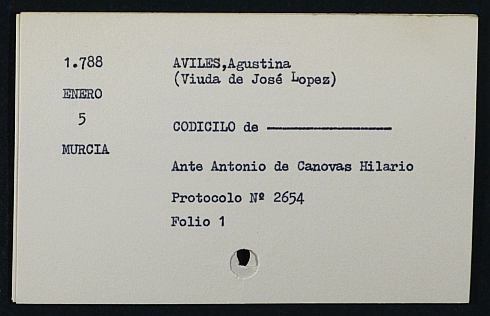 1.788
ENERO
5
MURCIA
AVILES,Agustina
(Viuda de José Lopez)
CODICILO de
Ante Antonio de Canovas Hilario
Protocolo Nº 2654
Folio 1